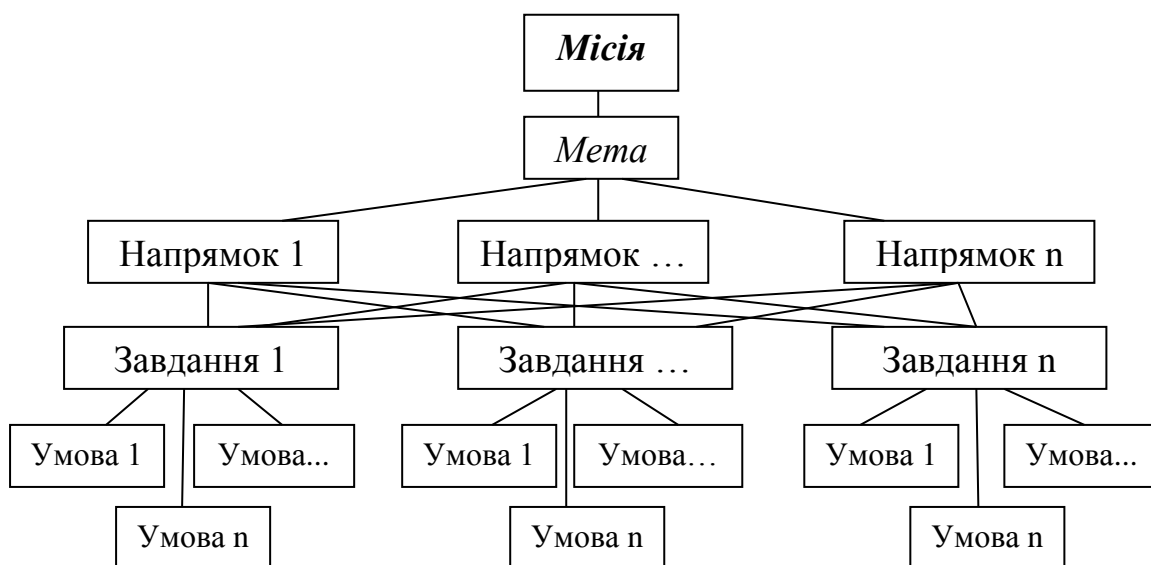 Місія
Мета
Напрямок 1
Напрямок …
Напрямок n
Завдання 1
Завдання …
Завдання n
Умова 1
Умова...
Умова 1
Умова…
Умова 1
Умова...
Умова n
Умова n
Умова n